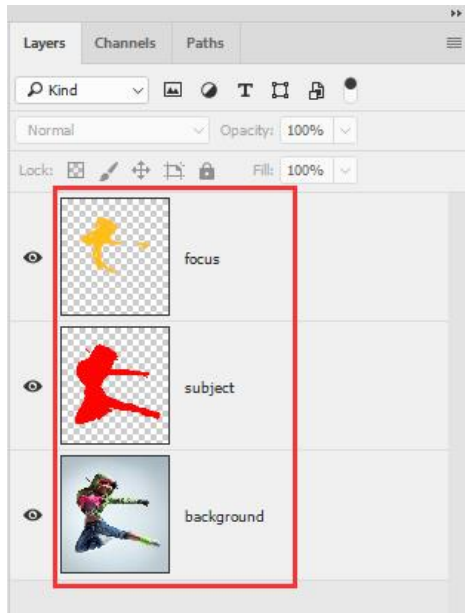 Layers Channels Paths
Kind T
Normal Opacity: 100%
Lock: Fill: 100%
focus
subject
background